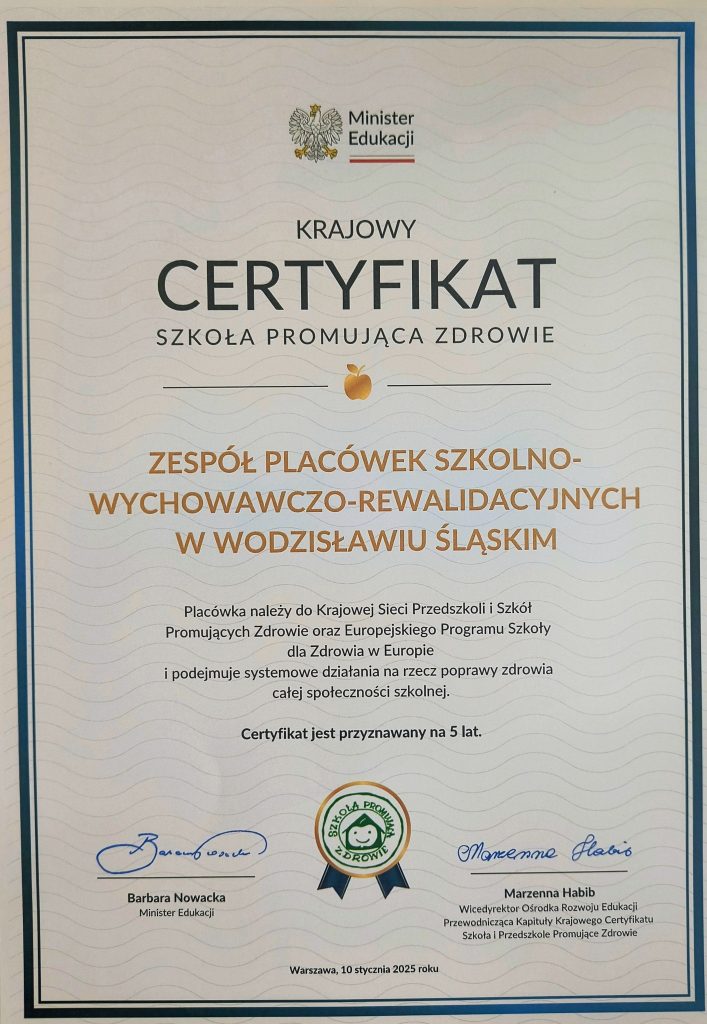 Minister
Edukacji
KRAJOWY
CERTYFIKAT
SZKOŁA PROMUJĄCA ZDROWIE
ZESPÓŁ PLACÓWEK SZKOLNO-
WYCHOWAWCZO-REWALIDACYJNYCH
W WODZISŁAWIU ŚLĄSKIM
Placówka należy do Krajowej Sieci Przedszkoli i Szkół
Promujących Zdrowie oraz Europejskiego Programu Szkoły
dla Zdrowia w Europie
i podejmuje systemowe działania na rzecz poprawy zdrowia
całej społeczności szkolnej.
Certyfikat jest przyznawany na 5 lat.
SZKOŁA PROMUJĄCA
ZDROWIE
Marzenna Habib
Barbara Nowacka
Minister Edukacji
Marzenna Habib
Wicedyrektor Ośrodka Rozwoju Edukacji
Przewodnicząca Kapituły Krajowego Certyfikatu
Szkoła i Przedszkole Promujące Zdrowie
Warszawa, 10 stycznia 2025 roku